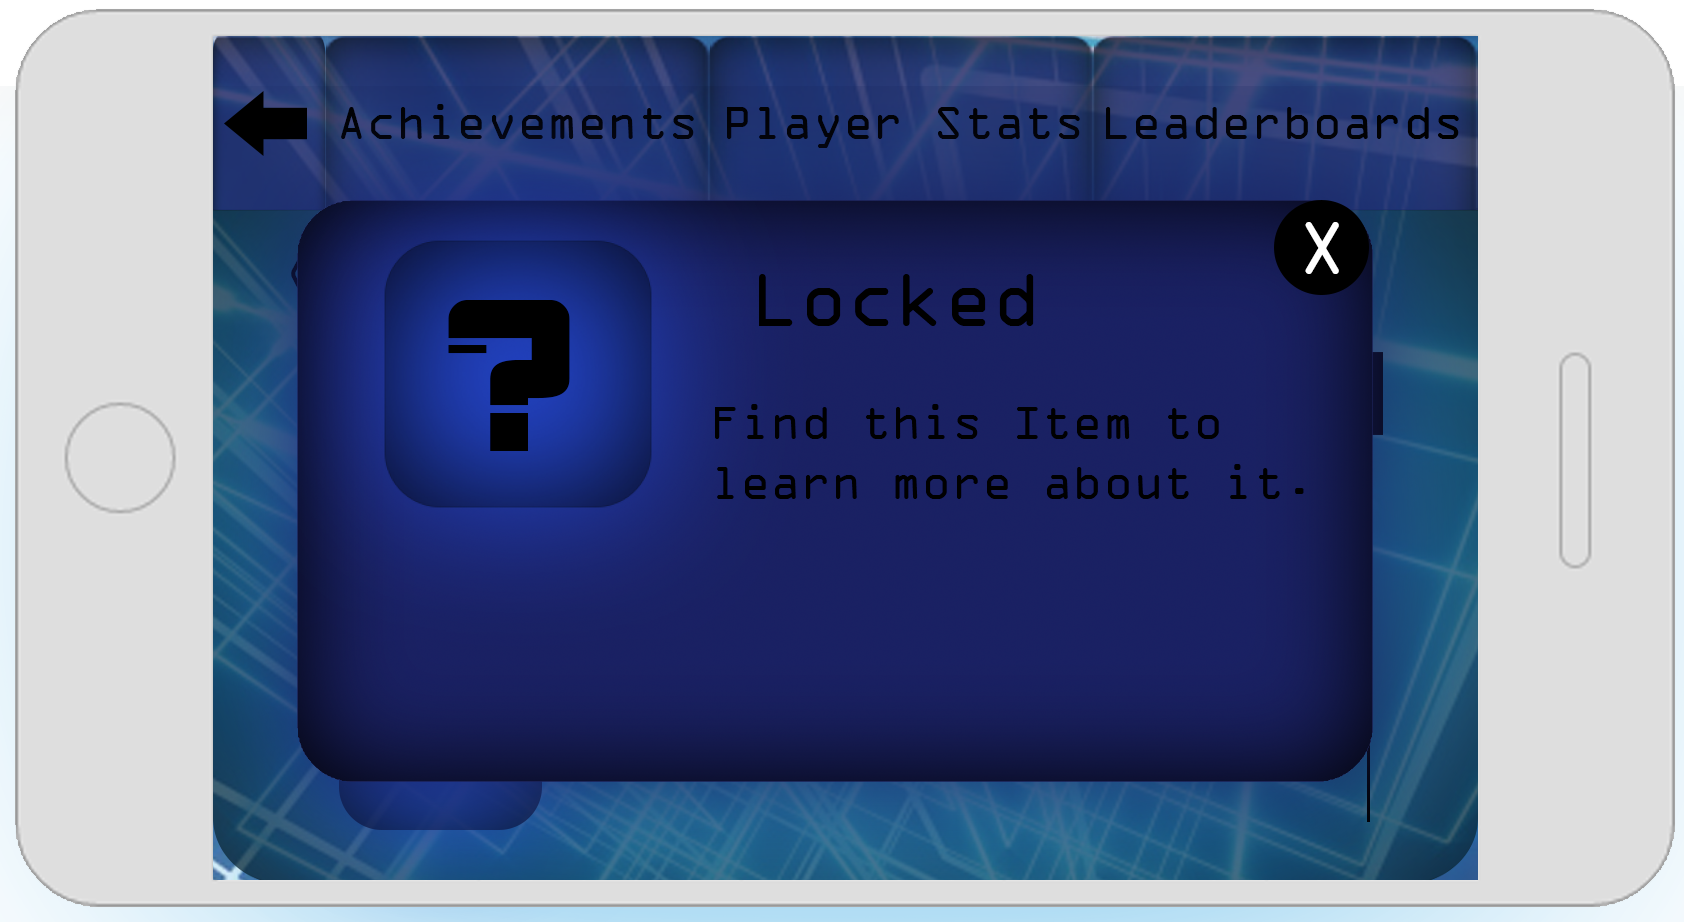 Achievements
Player Stats
Leaderboards
X
?
Locked
Find this Item to
learn more about it.